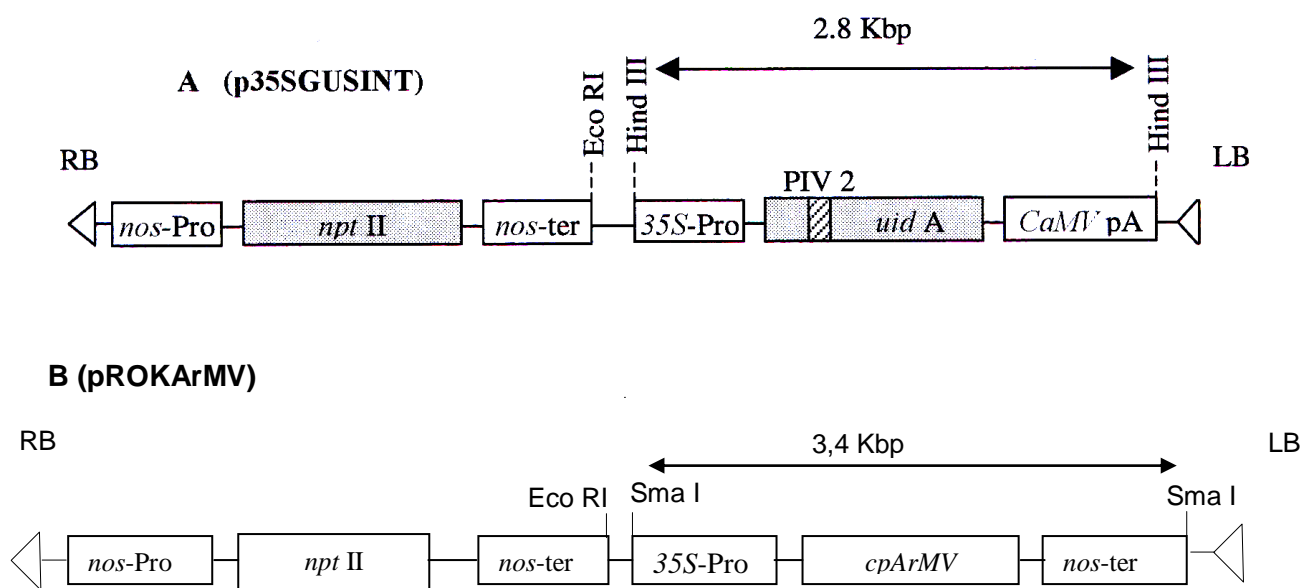 2.8 Kbp
A (p35SGUSINT)
Eco RI
Hind III
Hind III
RB
LB
PIV 2
nos-Pro npt II nos-ter 35S-Pro uid A CaMV pA
B (pROKArMV)
RB
3,4 Kbp
LB
Eco RI Sma I Sma I
nos-Pro npt II nos-ter 35S-Pro cpArMV nos-ter